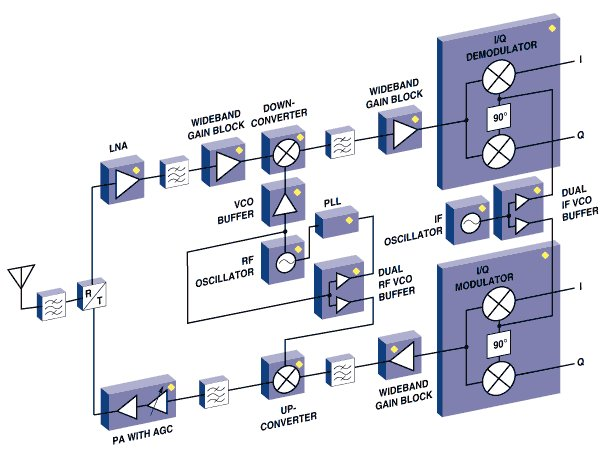 I/Q
DEMODULATOR
I
90°
Q
WIDEBAND
GAIN BLOCK
DOWN-
CONVERTER
WIDEBAND
GAIN BLOCK
LNA
VCO
BUFFER
PLL
RF
OSCILLATOR
DUAL
RF VCO
BUFFER
IF
OSCILLATOR
DUAL
IF VCO
BUFFER
R
T
I/Q
MODULATOR
I
90°
Q
WIDEBAND
GAIN BLOCK
UP-
CONVERTER
PA WITH AGC